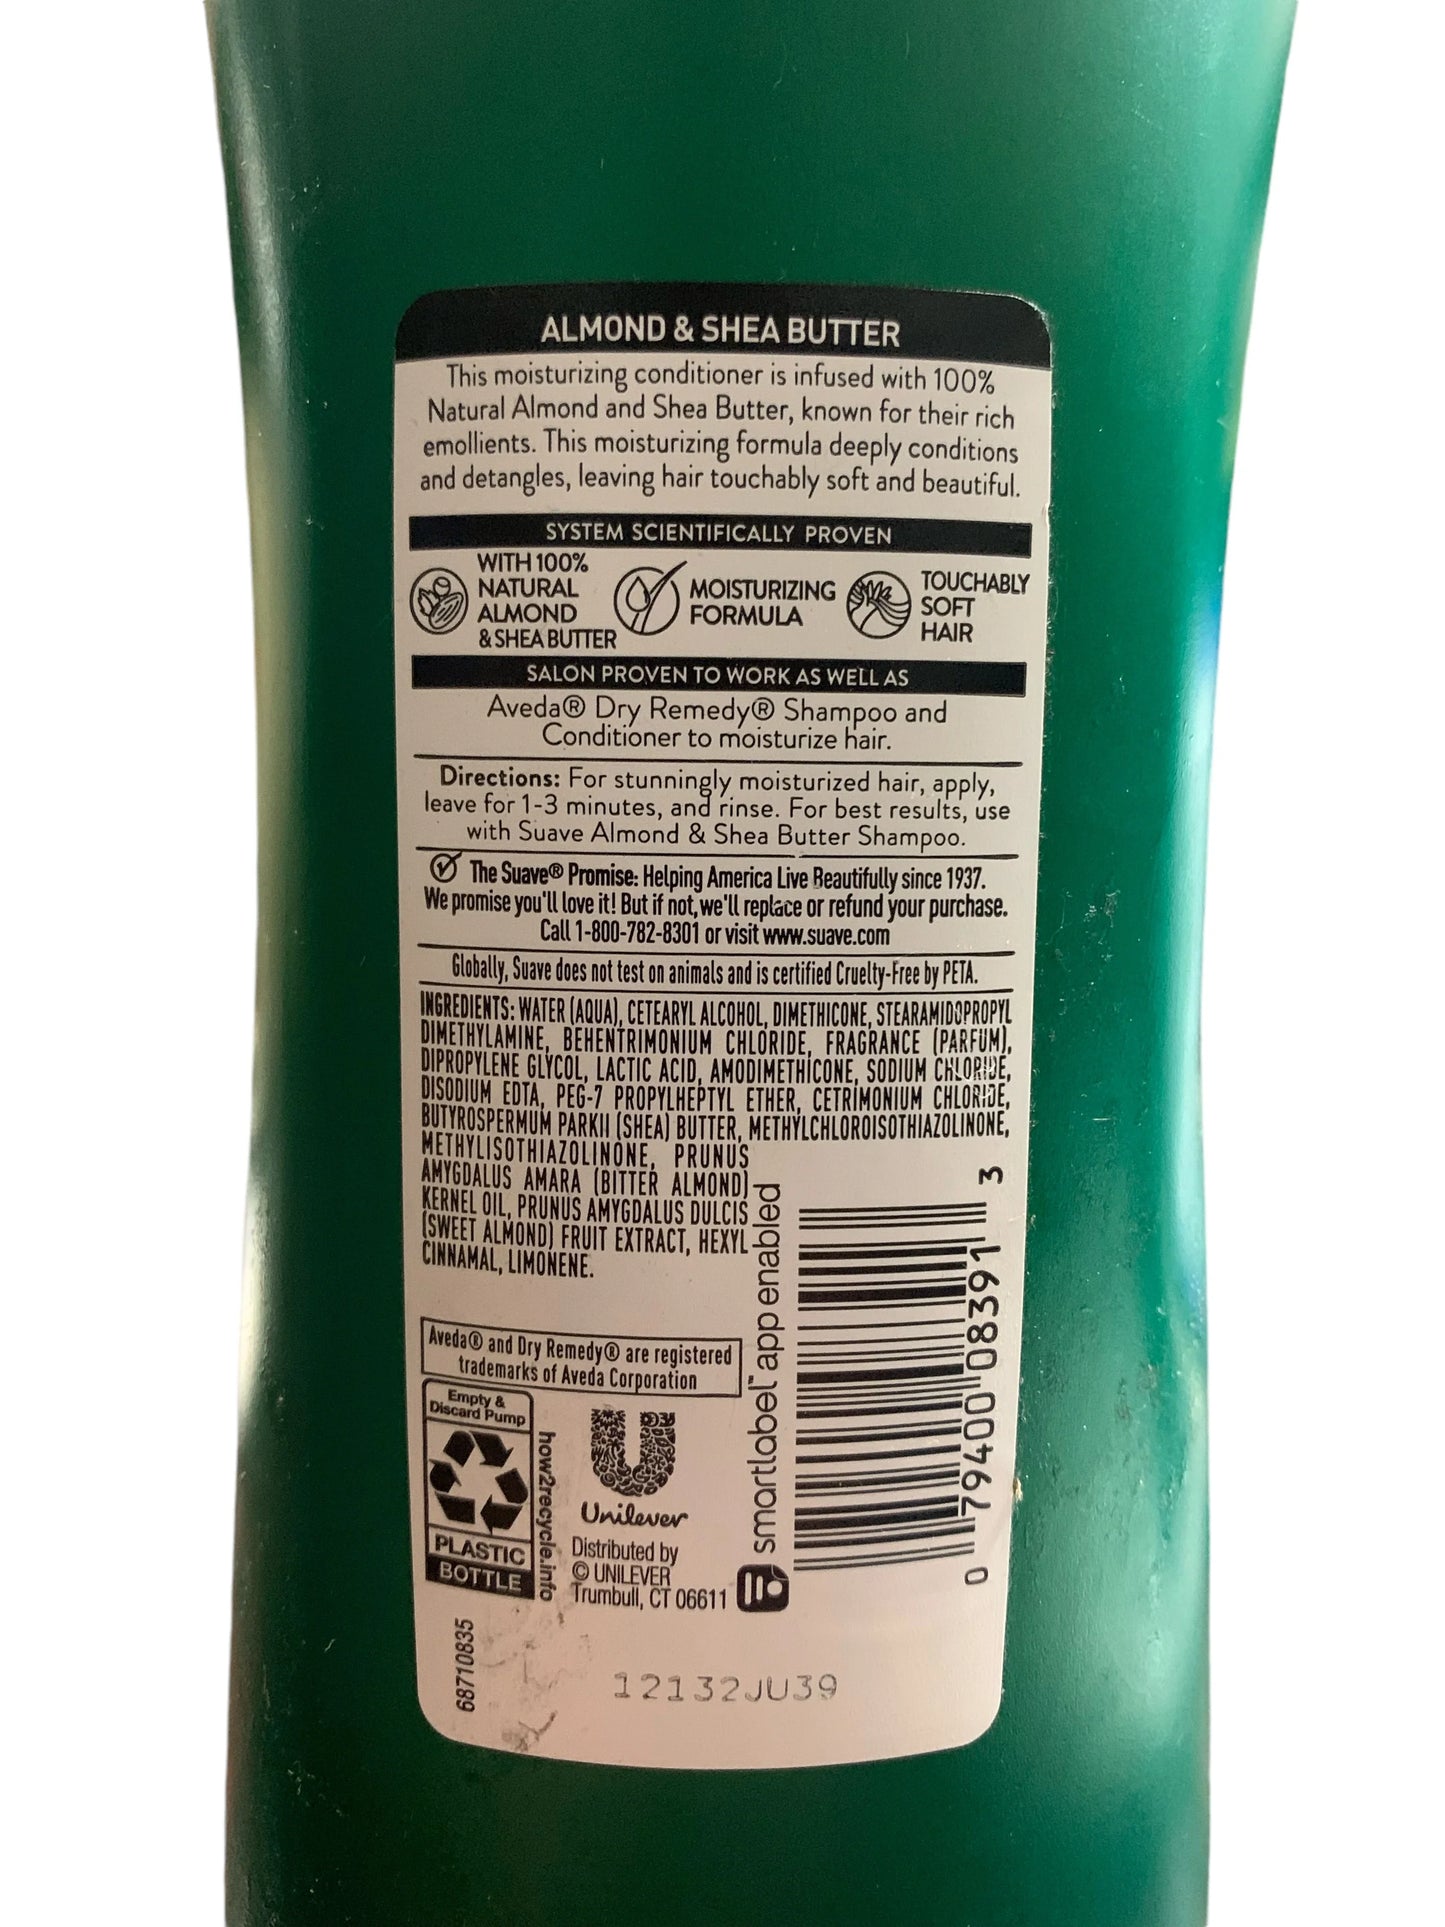 ALMOND & SHEA BUTTER
This moisturizing conditioner is infused with 100%
Natural Almond and Shea Butter, known for their rich
emollients. This moisturizing formula deeply conditions
and detangles, leaving hair touchably soft and beautiful.
SYSTEM SCIENTIFICALLY PROVEN
WITH 100%
NATURAL
ALMOND
& SHEA BUTTER
MOISTURIZING
FORMULA
TOUCHABLY
SOFT
HAIR
SALON PROVEN TO WORK AS WELL AS
Aveda® Dry Remedy® Shampoo and
Conditioner to moisturize hair.
Directions: For stunningly moisturized hair, apply,
leave for 1-3 minutes, and rinse. For best results, use
with Suave Almond & Shea Butter Shampoo.
The Suave® Promise: Helping America Live Beautifully since 1937.
We promise you'll love it! But if not, we'll replace or refund your purchase.
Call 1-800-782-8301 or visit www.suave.com
Globally, Suave does not test on animals and is certified Cruelty-Free by PETA.
INGREDIENTS: WATER (AQUA), CETEARYL ALCOHOL, DIMETHICONE, STEARAMIDOPROPYL
DIMETHYLAMINE, BEHENTRIMONIUM CHLORIDE, FRAGRANCE (PARFUM),
DIPROPYLENE GLYCOL, LACTIC ACID, AMODIMETHICONE, SODIUM CHLORIDE,
DISODIUM EDTA, PEG-7 PROPYLHEPTYL ETHER, CETRIMONIUM CHLORIDE,
BUTYROSPERMUM PARKII (SHEA) BUTTER, METHYLCHLOROISOTHIAZOLINONE,
METHYLISOTHIAZOLINONE, PRUNUS
AMYGDALUS AMARA (BITTER ALMOND)
KERNEL OIL, PRUNUS AMYGDALUS DULCIS
(SWEET ALMOND) FRUIT EXTRACT, HEXYL
CINNAMAL, LIMONENE.
Aveda® and Dry Remedy® are registered
trademarks of Aveda Corporation
Empty &
Discard Pump
PLASTIC
BOTTLE
how2recycle.info
U
Unilever
Distributed by
© UNILEVER
Trumbull, CT 06611
smartlabel™ app enabled
0 79400 08391 3
68710835
12132JU39